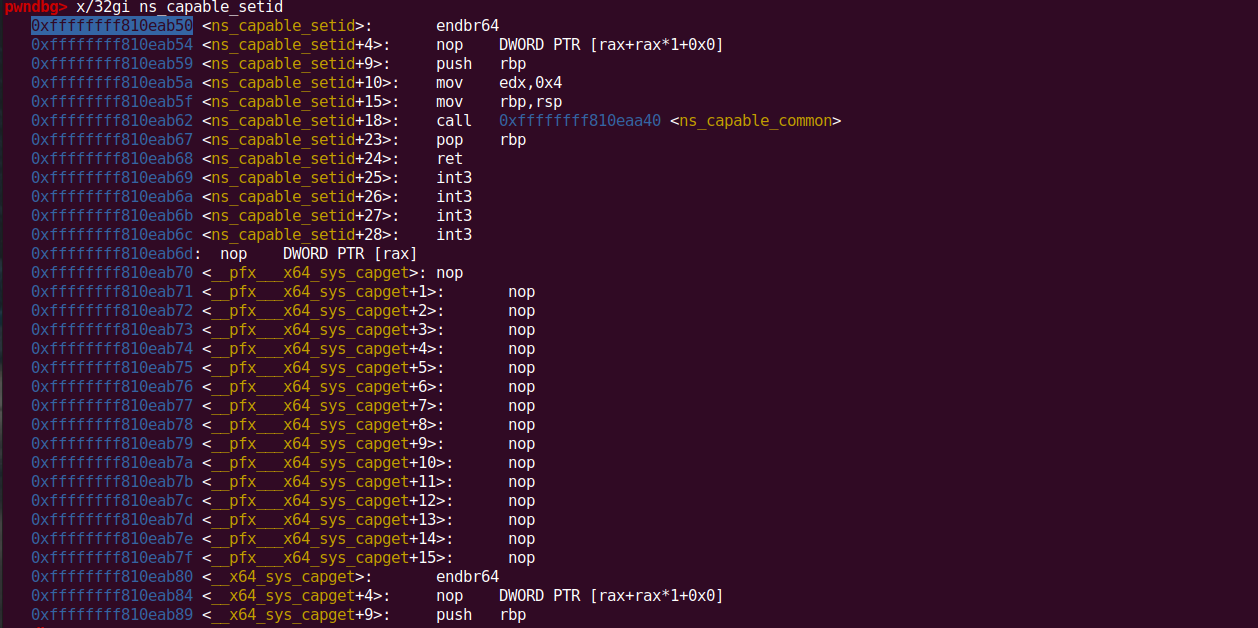 pwndbg> x/32gi ns_capable_setid
0xffffffff810eab50 <ns_capable_setid>: endbr64
0xffffffff810eab54 <ns_capable_setid+4>: nop DWORD PTR [rax+rax*1+0x0]
0xffffffff810eab59 <ns_capable_setid+9>: push rbp
0xffffffff810eab5a <ns_capable_setid+10>: mov edx,0x4
0xffffffff810eab5f <ns_capable_setid+15>: mov rbp,rsp
0xffffffff810eab62 <ns_capable_setid+18>: call 0xffffffff810eaa40 <ns_capable_common>
0xffffffff810eab67 <ns_capable_setid+23>: pop rbp
0xffffffff810eab68 <ns_capable_setid+24>: ret
0xffffffff810eab69 <ns_capable_setid+25>: int3
0xffffffff810eab6a <ns_capable_setid+26>: int3
0xffffffff810eab6b <ns_capable_setid+27>: int3
0xffffffff810eab6c <ns_capable_setid+28>: int3
0xffffffff810eab6d: nop DWORD PTR [rax]
0xffffffff810eab70 <__pfx___x64_sys_capget>: nop
0xffffffff810eab71 <__pfx___x64_sys_capget+1>: nop
0xffffffff810eab72 <__pfx___x64_sys_capget+2>: nop
0xffffffff810eab73 <__pfx___x64_sys_capget+3>: nop
0xffffffff810eab74 <__pfx___x64_sys_capget+4>: nop
0xffffffff810eab75 <__pfx___x64_sys_capget+5>: nop
0xffffffff810eab76 <__pfx___x64_sys_capget+6>: nop
0xffffffff810eab77 <__pfx___x64_sys_capget+7>: nop
0xffffffff810eab78 <__pfx___x64_sys_capget+8>: nop
0xffffffff810eab79 <__pfx___x64_sys_capget+9>: nop
0xffffffff810eab7a <__pfx___x64_sys_capget+10>: nop
0xffffffff810eab7b <__pfx___x64_sys_capget+11>: nop
0xffffffff810eab7c <__pfx___x64_sys_capget+12>: nop
0xffffffff810eab7d <__pfx___x64_sys_capget+13>: nop
0xffffffff810eab7e <__pfx___x64_sys_capget+14>: nop
0xffffffff810eab7f <__pfx___x64_sys_capget+15>: nop
0xffffffff810eab80 <__x64_sys_capget>: endbr64
0xffffffff810eab84 <__x64_sys_capget+4>: nop DWORD PTR [rax+rax*1+0x0]
0xffffffff810eab89 <__x64_sys_capget+9>: push rbp